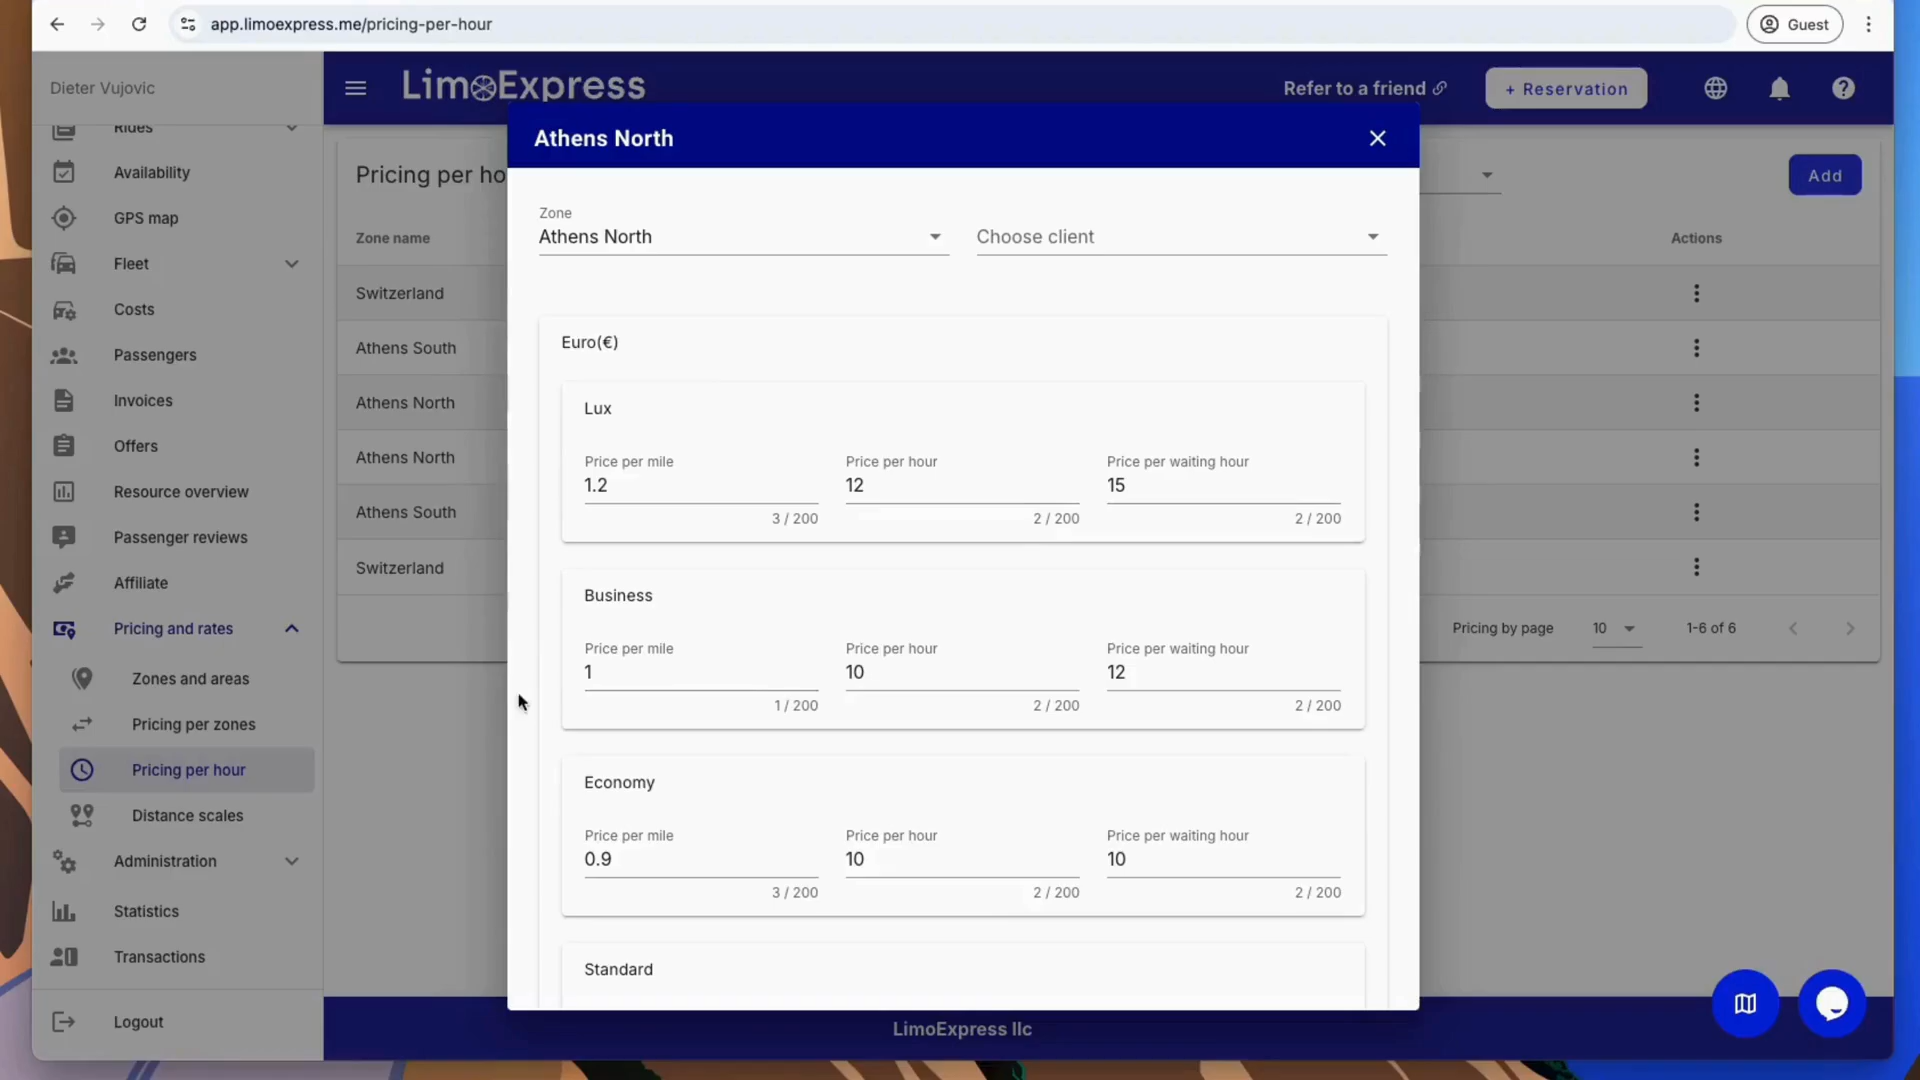 app.limoexpress.me/pricing-per-hour
Guest
Dieter Vujovic
LimoExpress
Refer to a friend
+ Reservation
Rides
Availability
GPS map
Fleet
Costs
Passengers
Invoices
Offers
Resource overview
Passenger reviews
Affiliate
Pricing and rates
Zones and areas
Pricing per zones
Pricing per hour
Distance scales
Administration
Statistics
Transactions
Logout
Pricing per ho
Add
Zone name
Actions
Switzerland
Athens South
Athens North
Athens North
Athens South
Switzerland
Pricing by page
10
1-6 of 6
Athens North
Zone
Athens North
Choose client
Euro(€)
Lux
Price per mile
1.2
3 / 200
Price per hour
12
2 / 200
Price per waiting hour
15
2 / 200
Business
Price per mile
1
1 / 200
Price per hour
10
2 / 200
Price per waiting hour
12
2 / 200
Economy
Price per mile
0.9
3 / 200
Price per hour
10
2 / 200
Price per waiting hour
10
2 / 200
Standard
LimoExpress llc